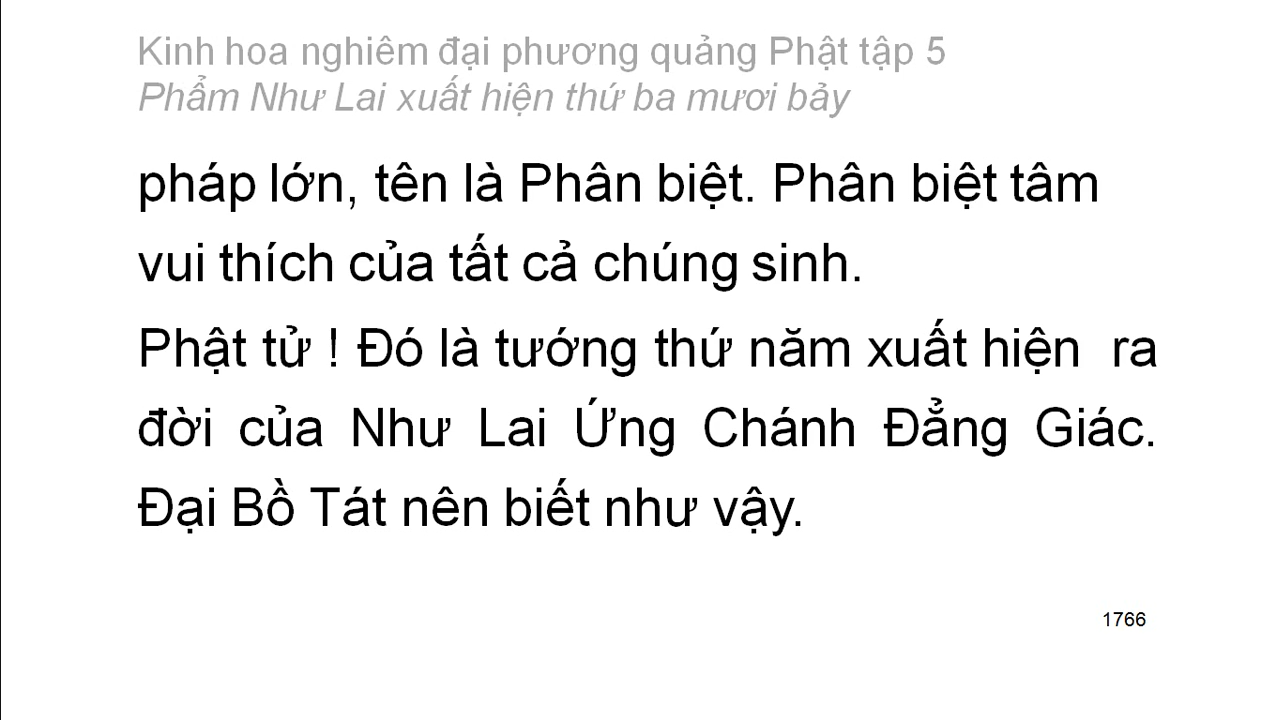 Kinh hoa nghiêm đại phương quảng Phật tập 5
Phẩm Như Lai xuất hiện thứ ba mươi bảy
pháp lớn, tên là Phân biệt. Phân biệt tâm
vui thích của tất cả chúng sinh.
Phật tử ! Đó là tướng thứ năm xuất hiện ra
đời của Như Lai Ứng Chánh Đẳng Giác.
Đại Bồ Tát nên biết như vậy.
1766